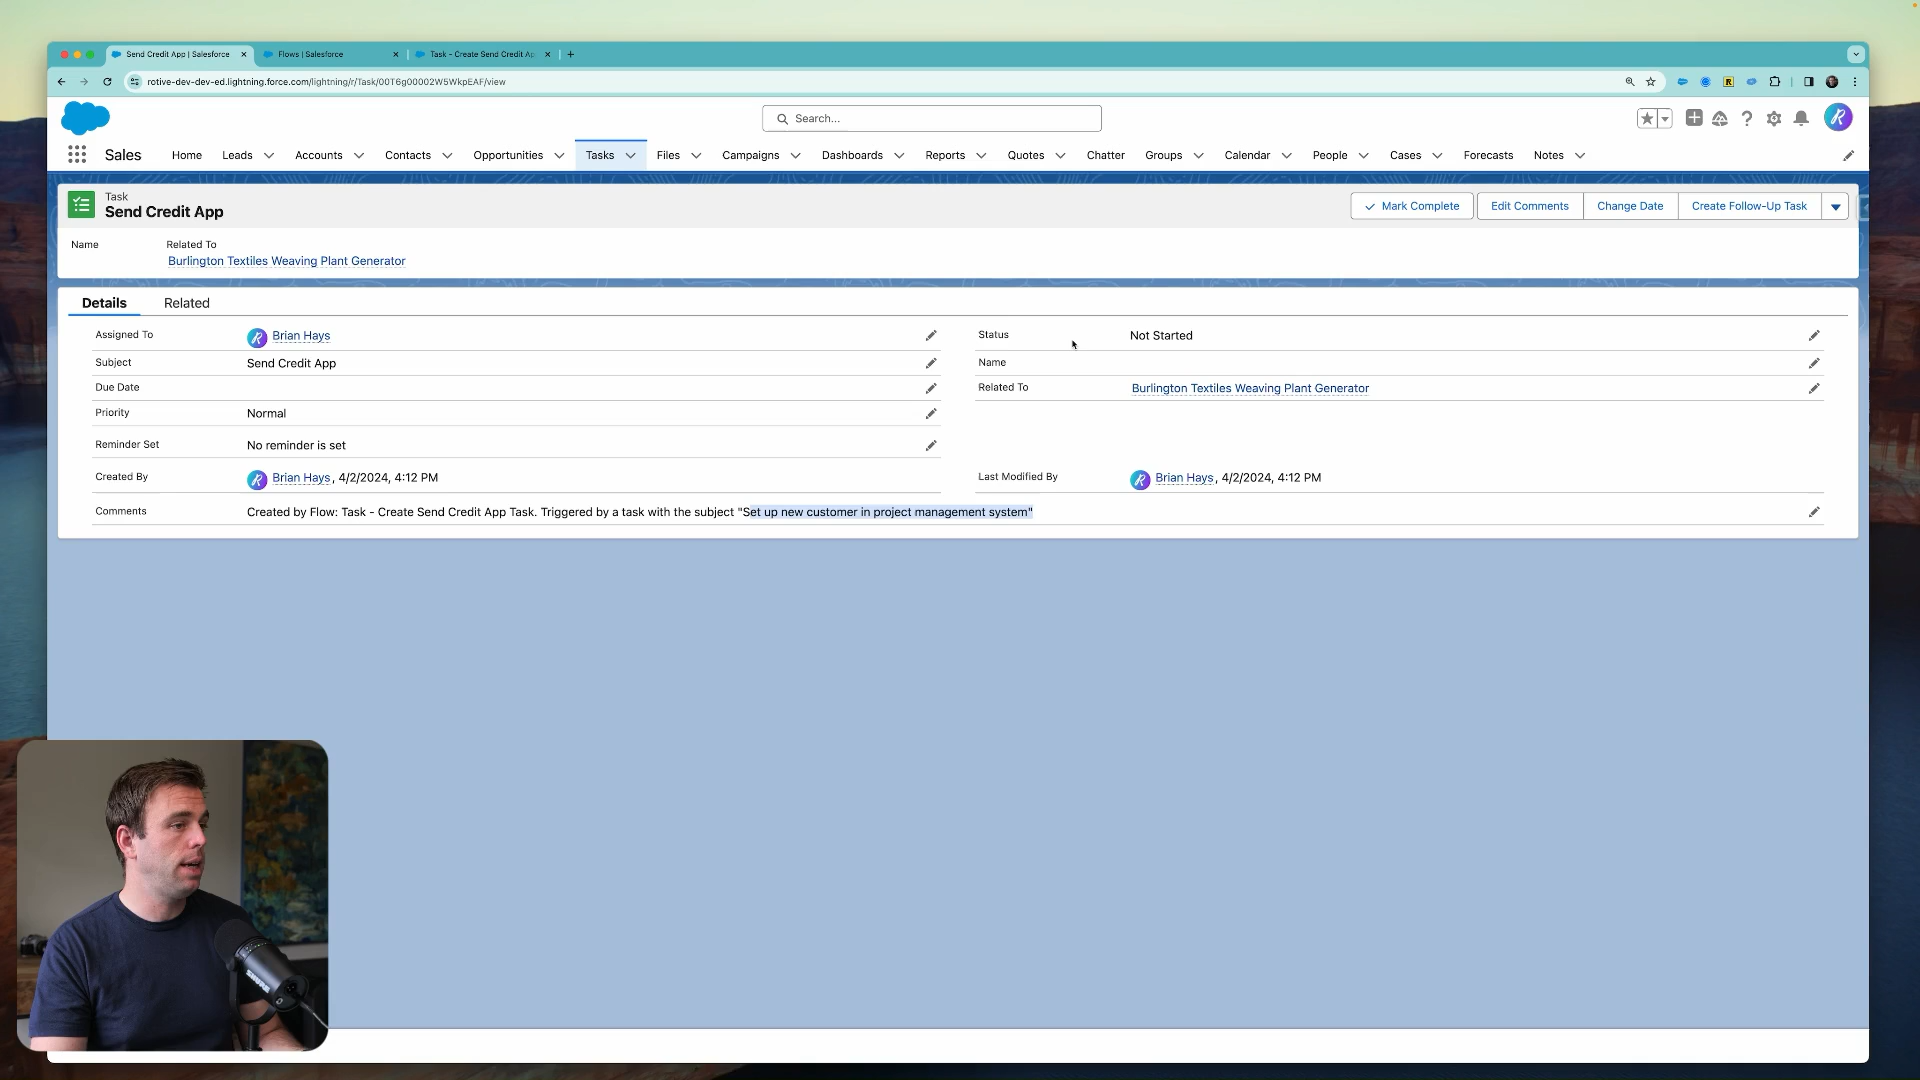 Send Credit App | Salesforce
Flows | Salesforce
Task - Create Send Credit Ap
rotive-dev-dev-ed.lightning.force.com/lightning/r/Task/00T6g00002W5WkpEAF/view
Search...
Sales
Home
Leads
Accounts
Contacts
Opportunities
Tasks
Files
Campaigns
Dashboards
Reports
Quotes
Chatter
Groups
Calendar
People
Cases
Forecasts
Notes
Task
Send Credit App
Mark Complete
Edit Comments
Change Date
Create Follow-Up Task
Name
Related To
Burlington Textiles Weaving Plant Generator
Details
Related
Assigned To
Brian Hays
Status
Not Started
Subject
Send Credit App
Name
Due Date
Related To
Burlington Textiles Weaving Plant Generator
Priority
Normal
Reminder Set
No reminder is set
Created By
Brian Hays, 4/2/2024, 4:12 PM
Last Modified By
Brian Hays, 4/2/2024, 4:12 PM
Comments
Created by Flow: Task - Create Send Credit App Task. Triggered by a task with the subject "Set up new customer in project management system"
SHURE